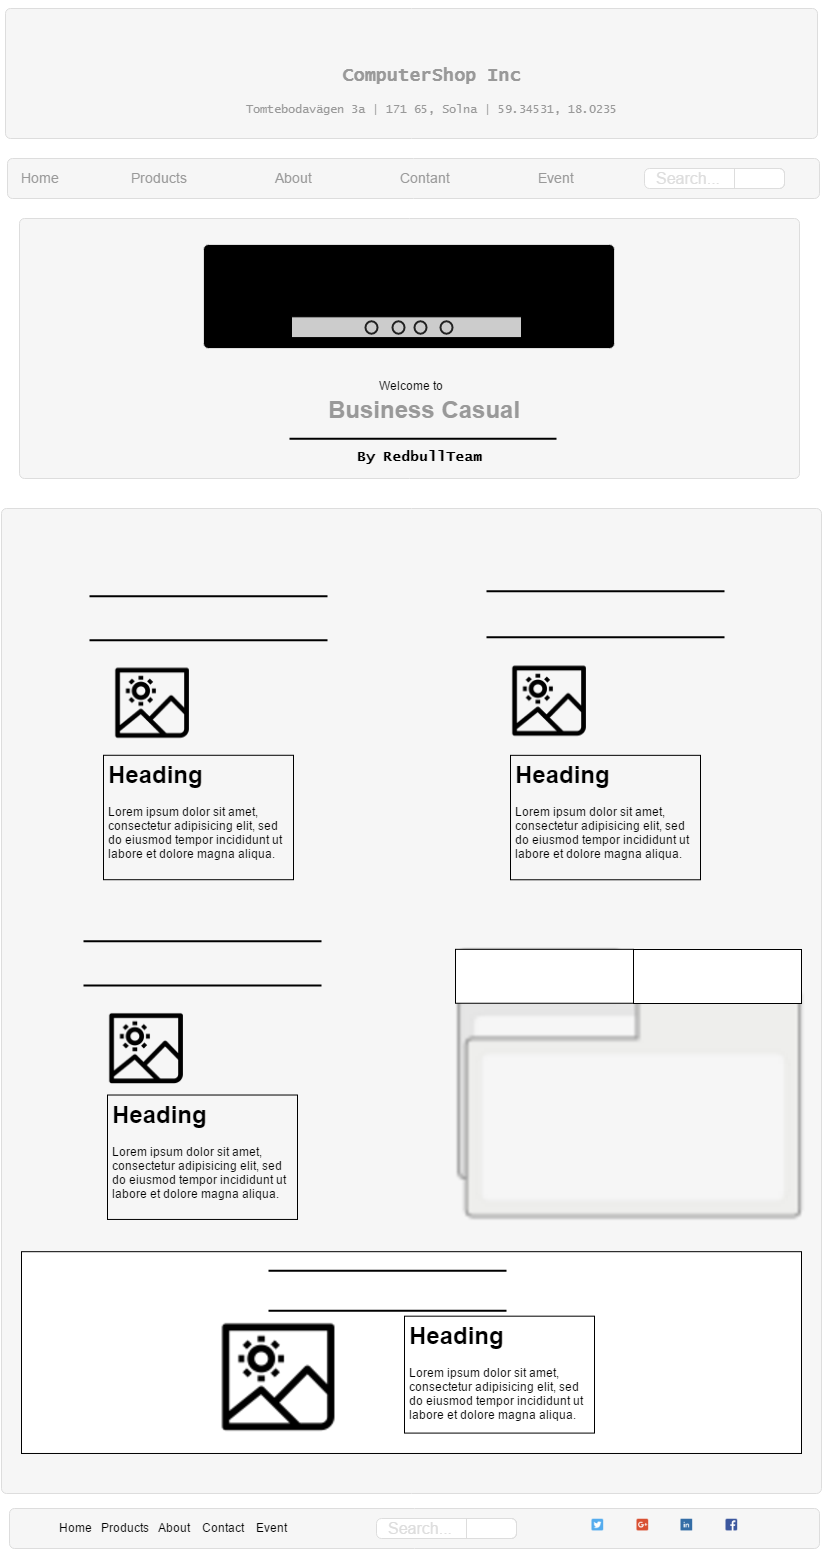 ComputerShop Inc
Tomtebodavägen 3a | 171 65, Solna | 59.34531, 18.O235
Home Products About Contant Event Search...
Welcome to
Business Casual
By RedbullTeam
Heading
Lorem ipsum dolor sit amet,
consectetur adipisicing elit, sed
do eiusmod tempor incididunt ut
labore et dolore magna aliqua.
Heading
Lorem ipsum dolor sit amet,
consectetur adipisicing elit, sed
do eiusmod tempor incididunt ut
labore et dolore magna aliqua.
Heading
Lorem ipsum dolor sit amet,
consectetur adipisicing elit, sed
do eiusmod tempor incididunt ut
labore et dolore magna aliqua.
Heading
Lorem ipsum dolor sit amet,
consectetur adipisicing elit, sed
do eiusmod tempor incididunt ut
labore et dolore magna aliqua.
Home Products About Contact Event Search...